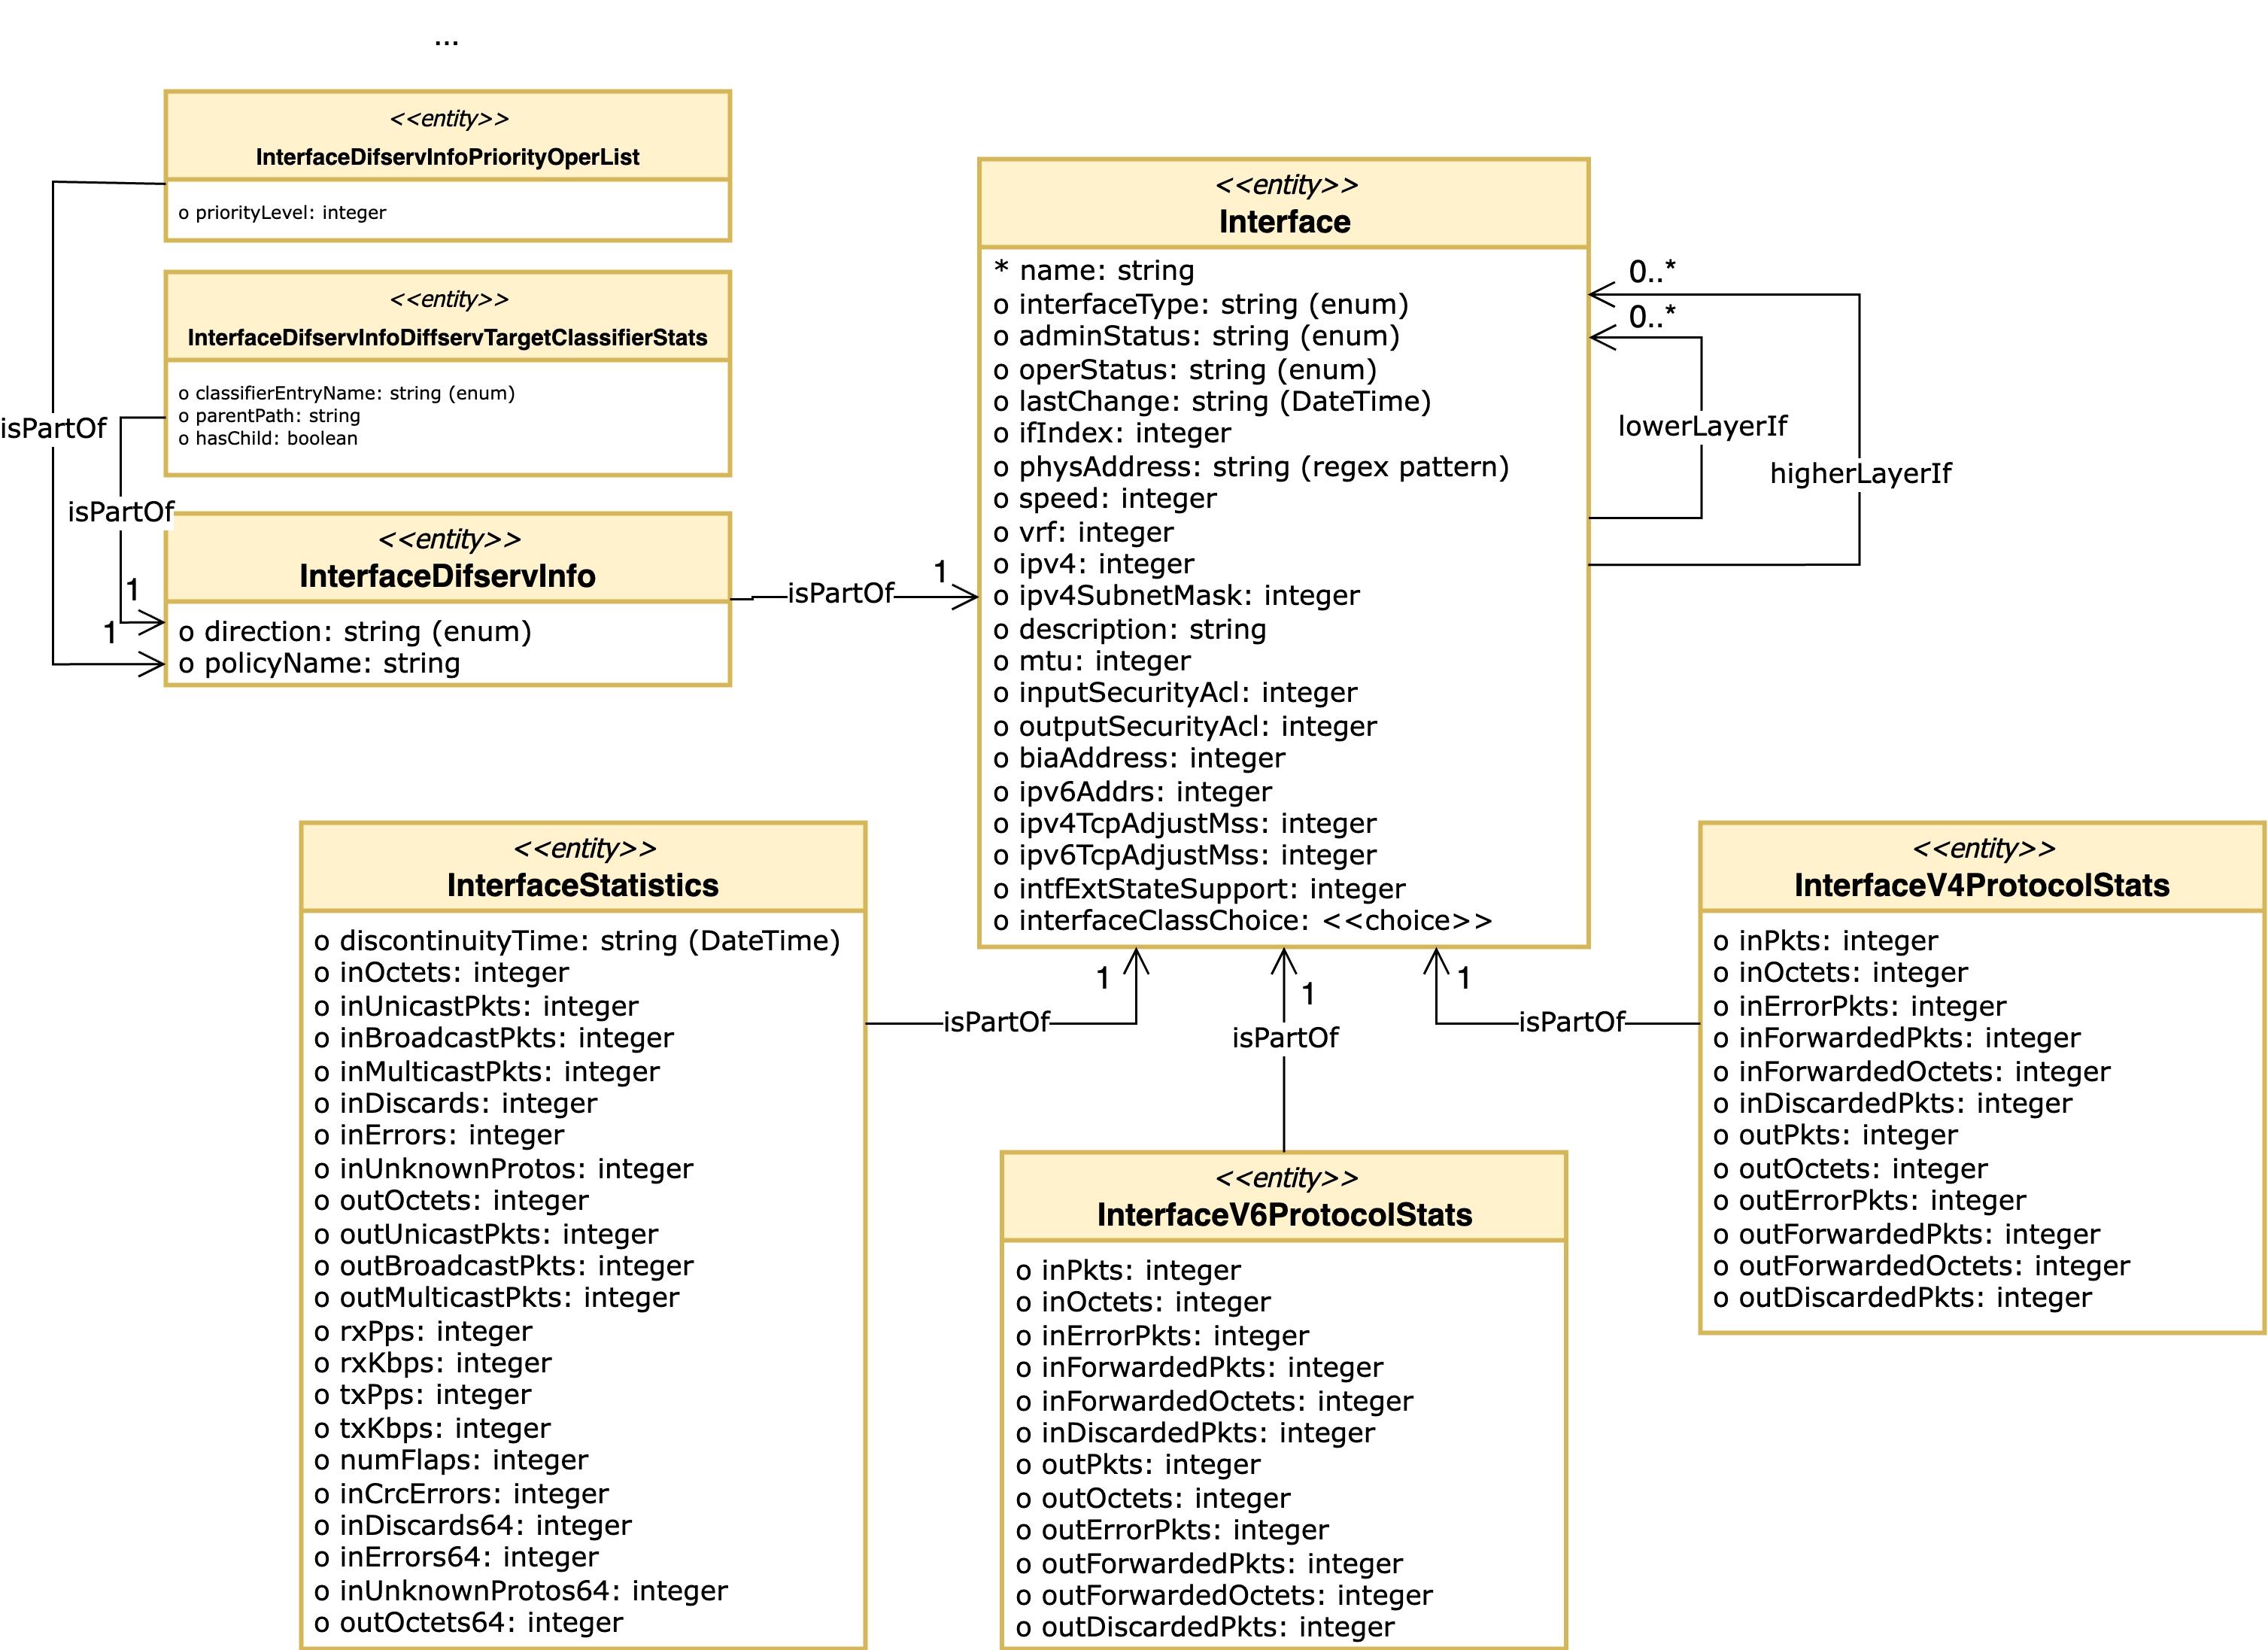 ...
<<entity>>
InterfaceDifservInfoPriorityOperList
o priorityLevel: integer
<<entity>>
InterfaceDifservInfoDiffservTargetClassifierStats
o classifierEntryName: string (enum)
o parentPath: string
o hasChild: boolean
isPartOf
isPartOf
1
1
<<entity>>
InterfaceDifservInfo
o direction: string (enum)
o policyName: string
isPartOf
1
<<entity>>
Interface
* name: string
o interfaceType: string (enum)
o adminStatus: string (enum)
o operStatus: string (enum)
o lastChange: string (DateTime)
o ifIndex: integer
o physAddress: string (regex pattern)
o speed: integer
o vrf: integer
o ipv4: integer
o ipv4SubnetMask: integer
o description: string
o mtu: integer
o inputSecurityAcl: integer
o outputSecurityAcl: integer
o biaAddress: integer
o ipv6Addrs: integer
o ipv4TcpAdjustMss: integer
o ipv6TcpAdjustMss: integer
o intfExtStateSupport: integer
o interfaceClassChoice: <<choice>>
0..*
0..*
lowerLayerIf
higherLayerIf
<<entity>>
InterfaceStatistics
o discontinuityTime: string (DateTime)
o inOctets: integer
o inUnicastPkts: integer
o inBroadcastPkts: integer
o inMulticastPkts: integer
o inDiscards: integer
o inErrors: integer
o inUnknownProtos: integer
o outOctets: integer
o outUnicastPkts: integer
o outBroadcastPkts: integer
o outMulticastPkts: integer
o rxPps: integer
o rxKbps: integer
o txPps: integer
o txKbps: integer
o numFlaps: integer
o inCrcErrors: integer
o inDiscards64: integer
o inErrors64: integer
o inUnknownProtos64: integer
o outOctets64: integer
1
isPartOf
1
isPartOf
1
isPartOf
<<entity>>
InterfaceV6ProtocolStats
o inPkts: integer
o inOctets: integer
o inErrorPkts: integer
o inForwardedPkts: integer
o inForwardedOctets: integer
o inDiscardedPkts: integer
o outPkts: integer
o outOctets: integer
o outErrorPkts: integer
o outForwardedPkts: integer
o outForwardedOctets: integer
o outDiscardedPkts: integer
<<entity>>
InterfaceV4ProtocolStats
o inPkts: integer
o inOctets: integer
o inErrorPkts: integer
o inForwardedPkts: integer
o inForwardedOctets: integer
o inDiscardedPkts: integer
o outPkts: integer
o outOctets: integer
o outErrorPkts: integer
o outForwardedPkts: integer
o outForwardedOctets: integer
o outDiscardedPkts: integer